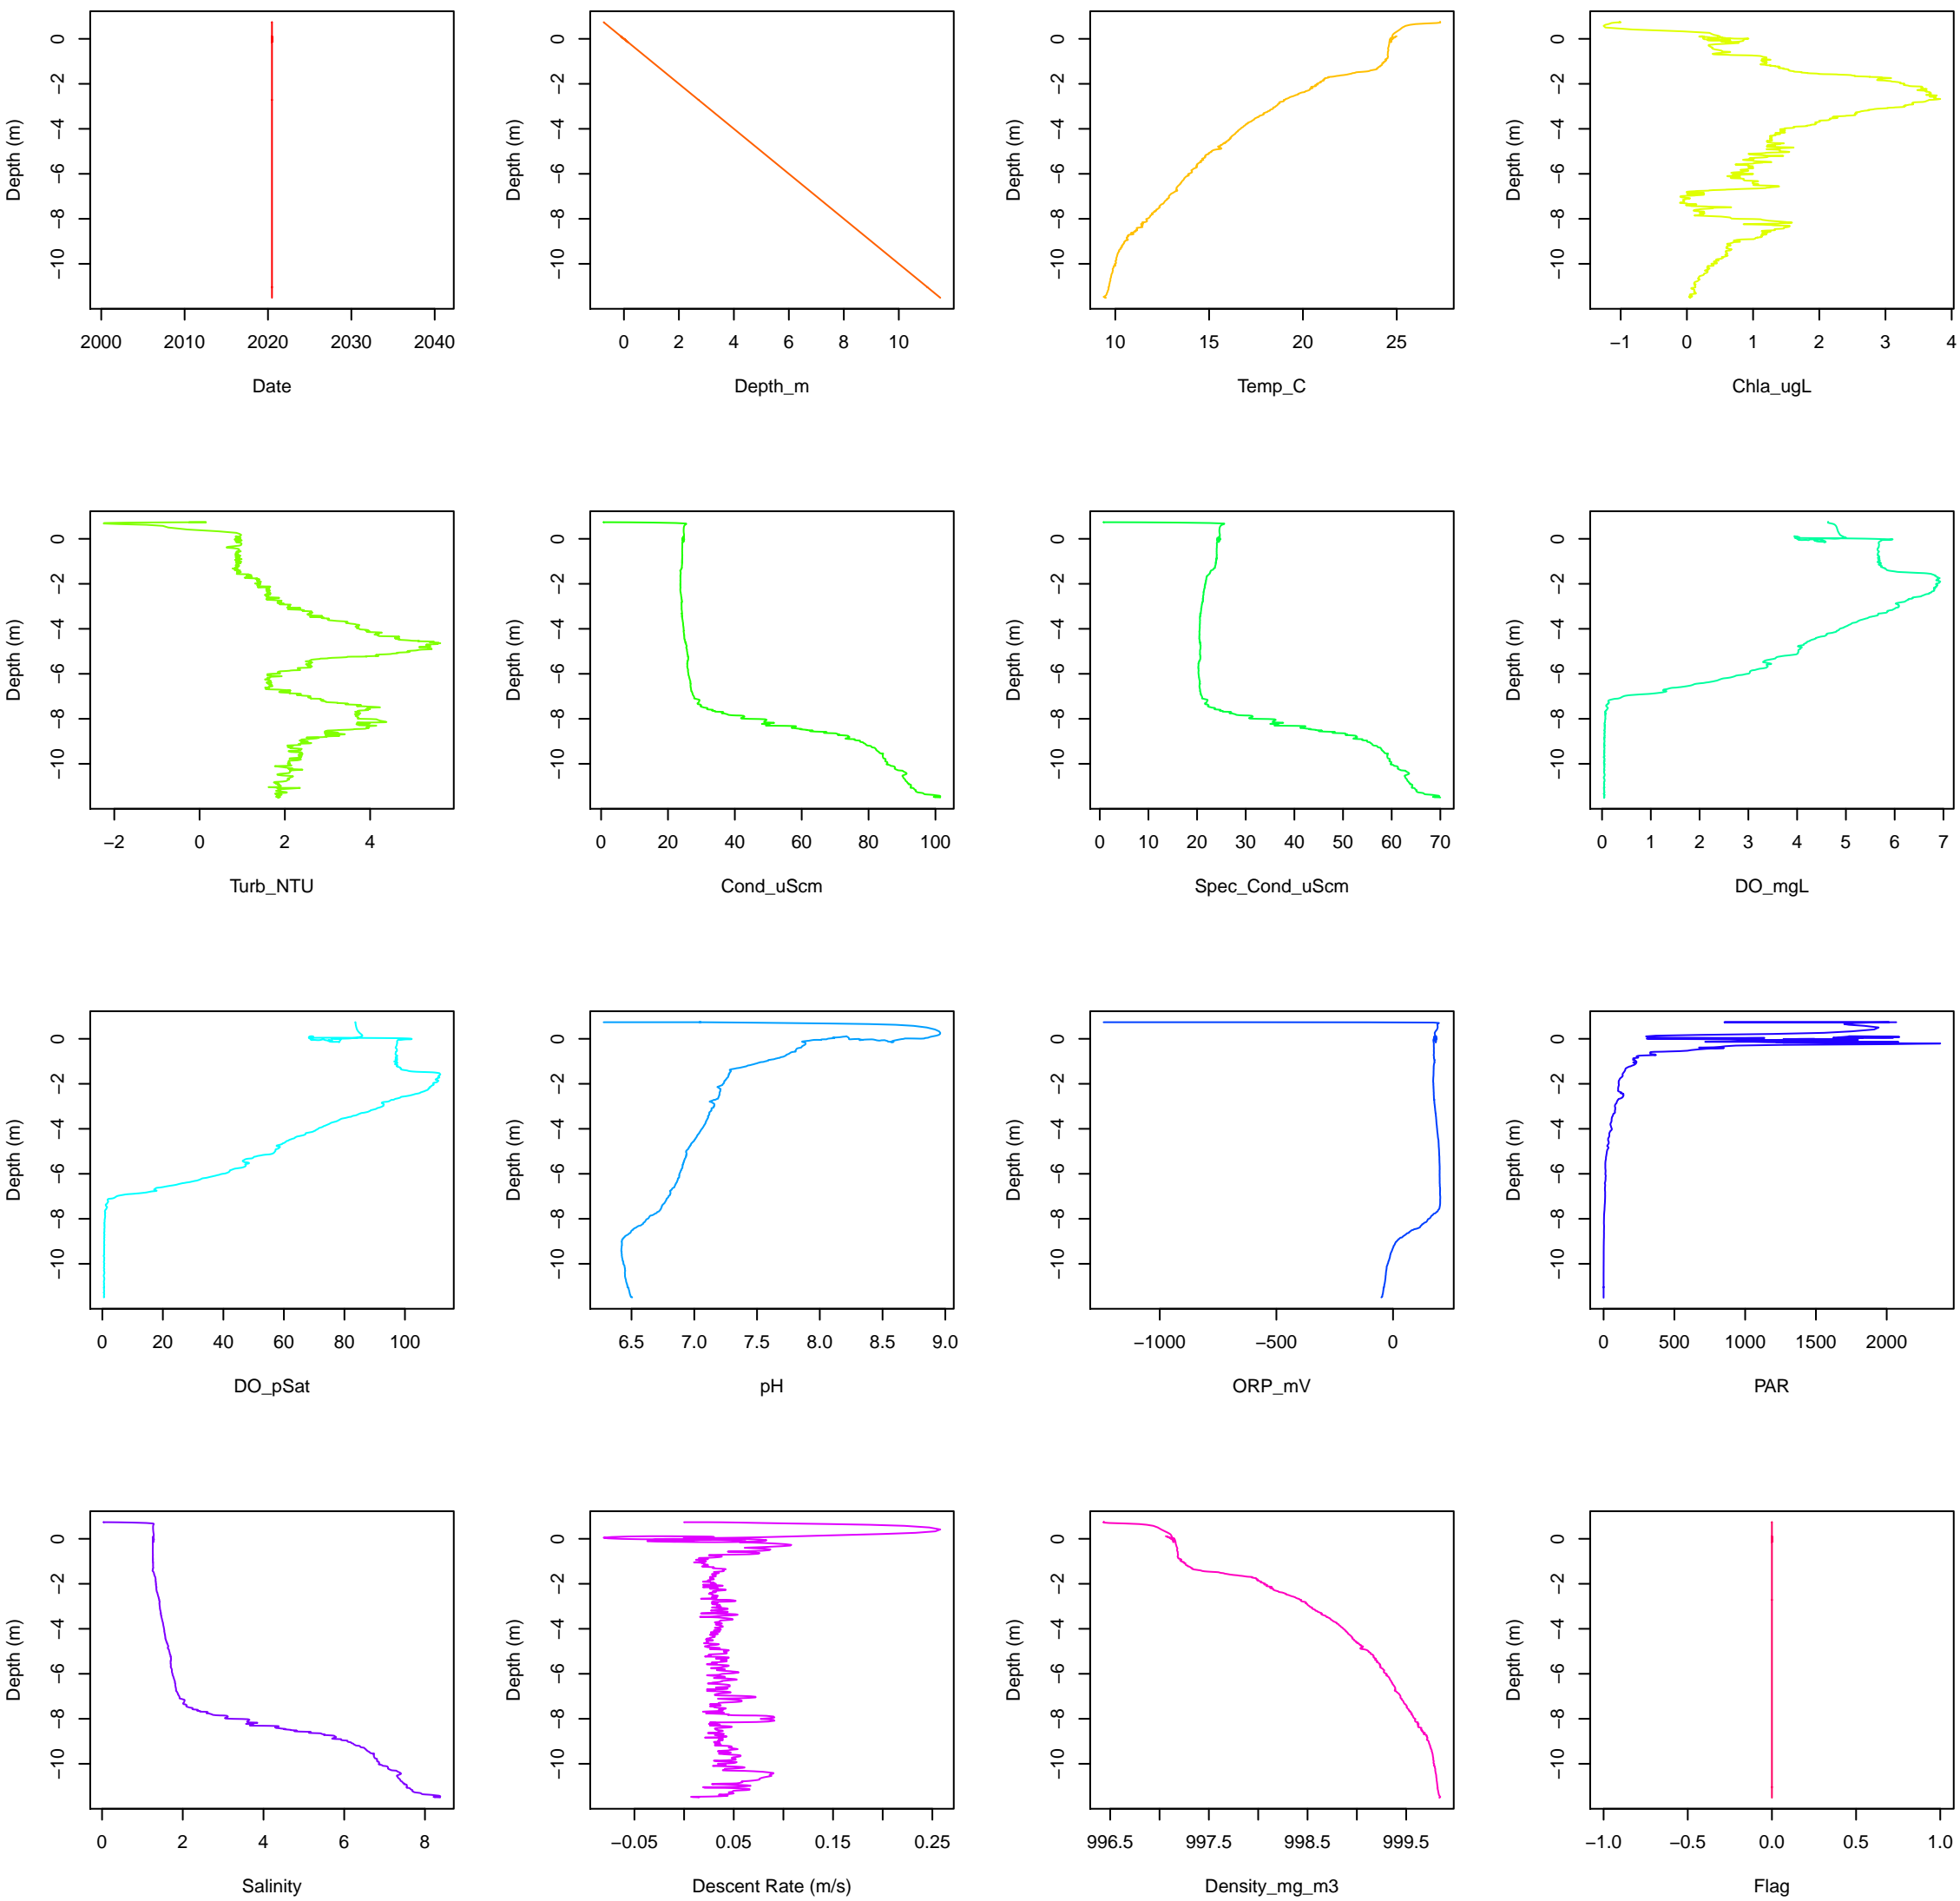 Depth (m)
0
−2
−4
−6
−8
−10
2000 2010 2020 2030 2040
Date
Depth (m)
0
−2
−4
−6
−8
−10
0 2 4 6 8 10
Depth_m
Depth (m)
0
−2
−4
−6
−8
−10
10 15 20 25
Temp_C
Depth (m)
0
−2
−4
−6
−8
−10
−1 0 1 2 3 4
Chla_ugL
Depth (m)
0
−2
−4
−6
−8
−10
−2 0 2 4
Turb_NTU
Depth (m)
0
−2
−4
−6
−8
−10
0 20 40 60 80 100
Cond_uScm
Depth (m)
0
−2
−4
−6
−8
−10
0 10 20 30 40 50 60 70
Spec_Cond_uScm
Depth (m)
0
−2
−4
−6
−8
−10
0 1 2 3 4 5 6 7
DO_mgL
Depth (m)
0
−2
−4
−6
−8
−10
0 20 40 60 80 100
DO_pSat
Depth (m)
0
−2
−4
−6
−8
−10
6.5 7.0 7.5 8.0 8.5 9.0
pH
Depth (m)
0
−2
−4
−6
−8
−10
−1000 −500 0
ORP_mV
Depth (m)
0
−2
−4
−6
−8
−10
0 500 1000 1500 2000
PAR
Depth (m)
0
−2
−4
−6
−8
−10
0 2 4 6 8
Salinity
Depth (m)
0
−2
−4
−6
−8
−10
−0.05 0.05 0.15 0.25
Descent Rate (m/s)
Depth (m)
0
−2
−4
−6
−8
−10
996.5 997.5 998.5 999.5
Density_mg_m3
Depth (m)
0
−2
−4
−6
−8
−10
−1.0 −0.5 0.0 0.5 1.0
Flag